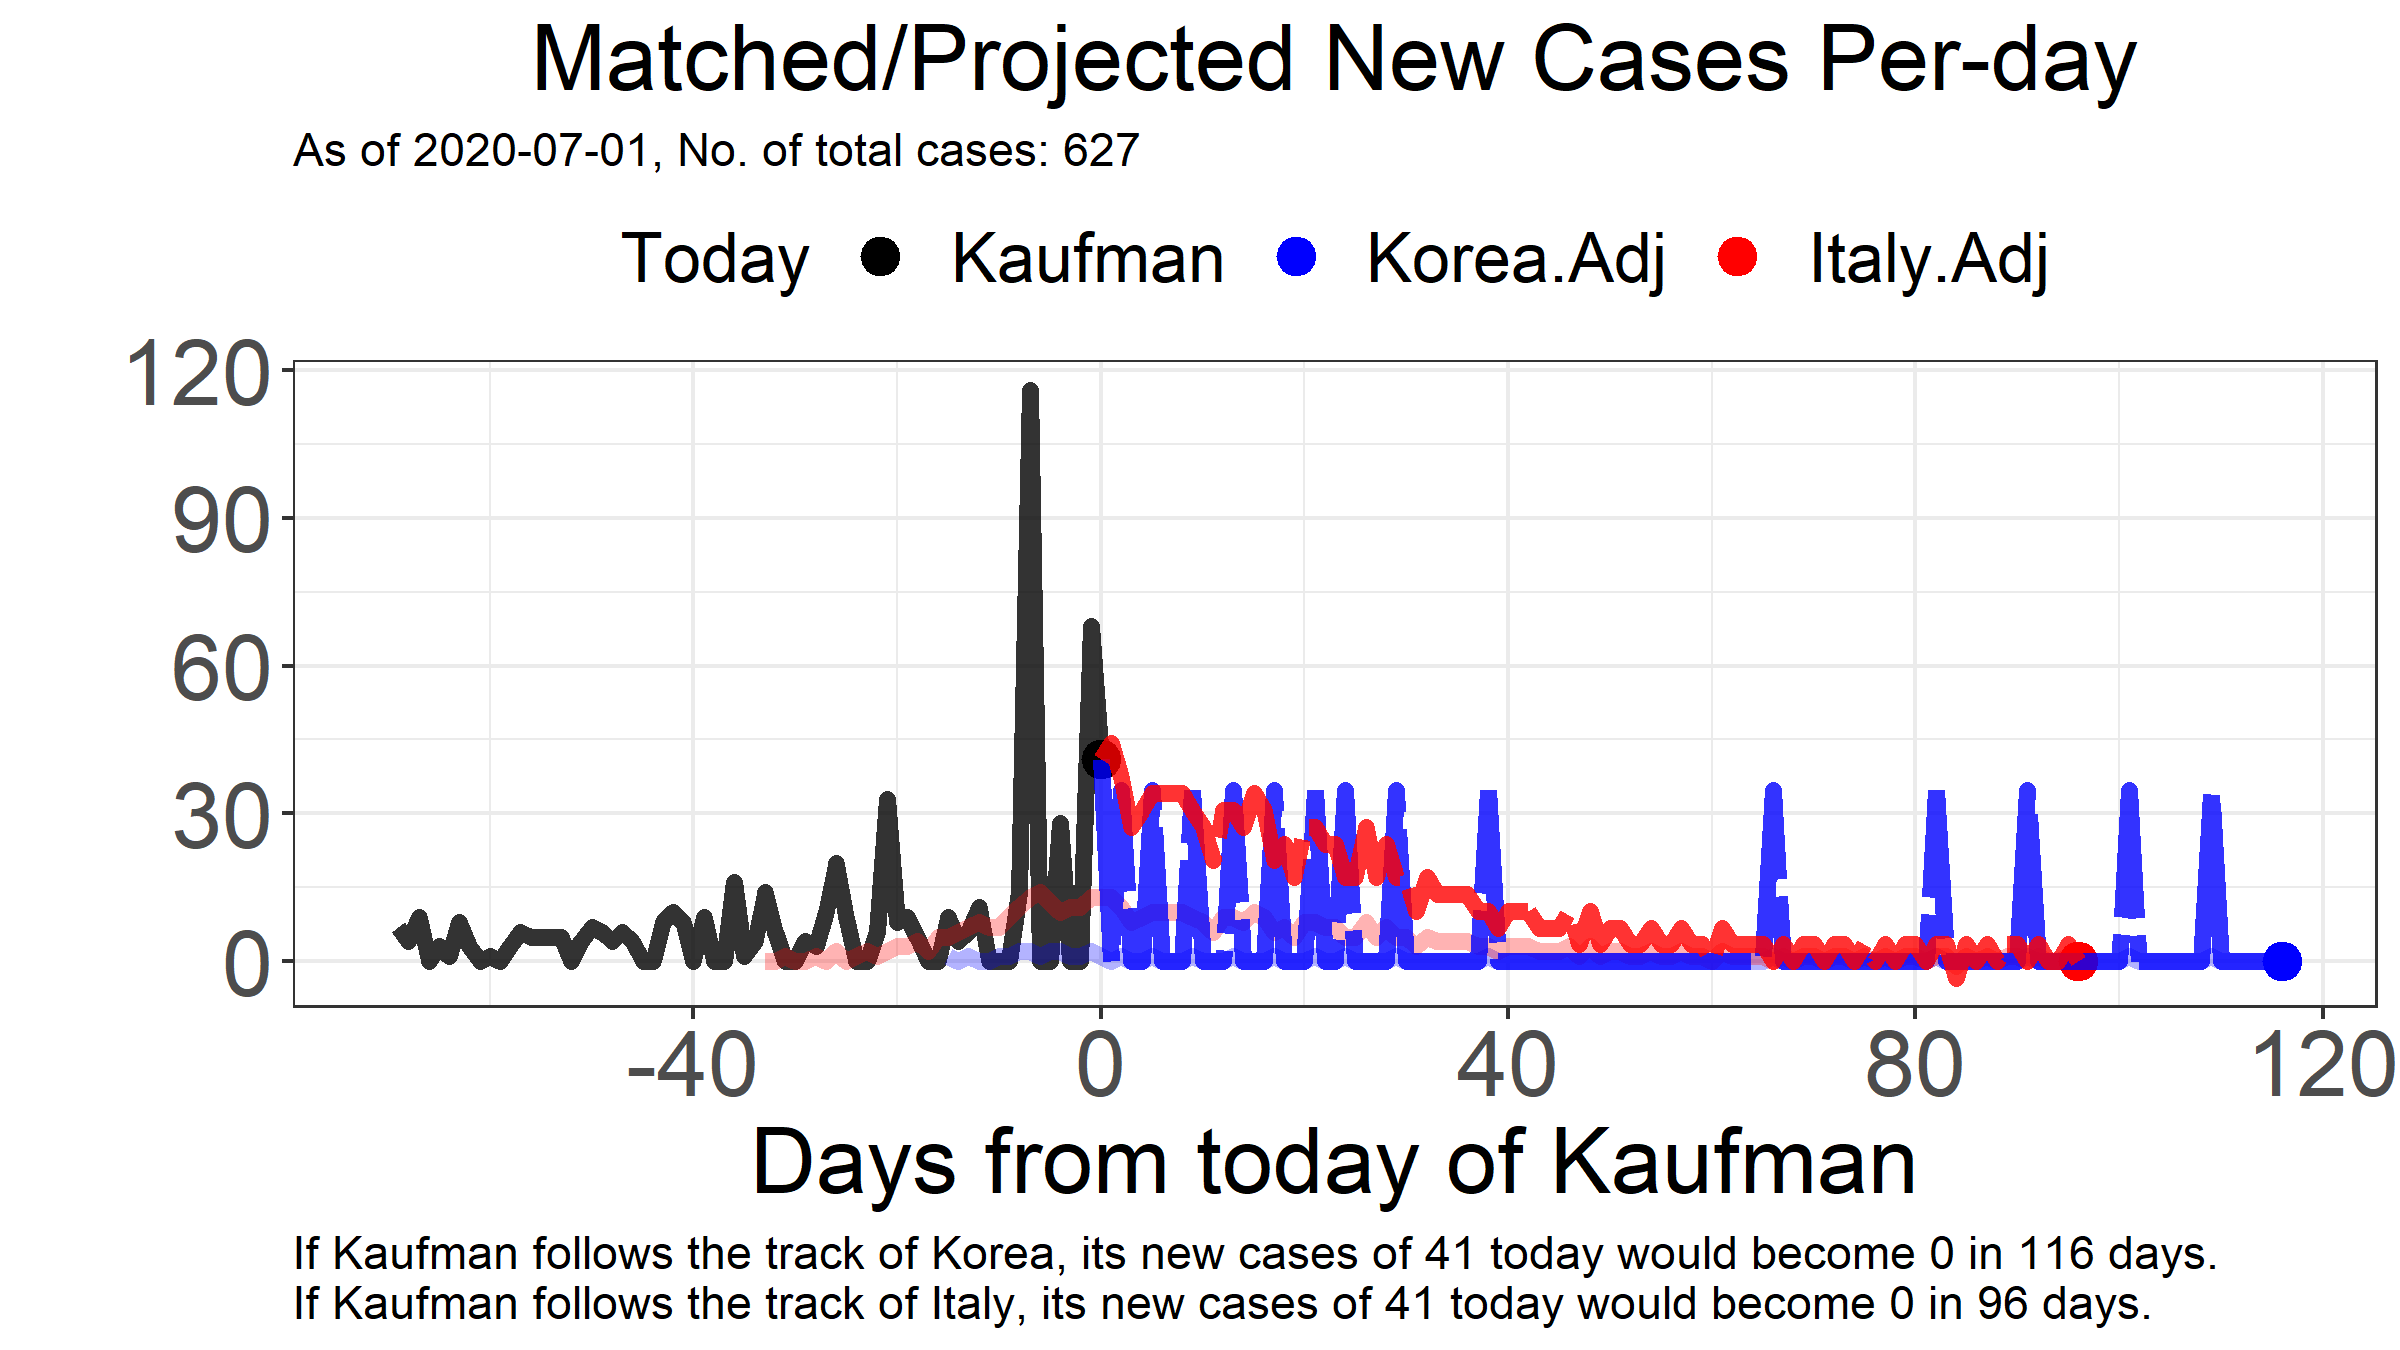 Matched/Projected New Cases Per-day
As of 2020-07-01, No. of total cases: 627
Today Kaufman Korea.Adj Italy.Adj
120
90
60
30
0
-40 0 40 80 120
Days from today of Kaufman
If Kaufman follows the track of Korea, its new cases of 41 today would become 0 in 116 days.
If Kaufman follows the track of Italy, its new cases of 41 today would become 0 in 96 days.